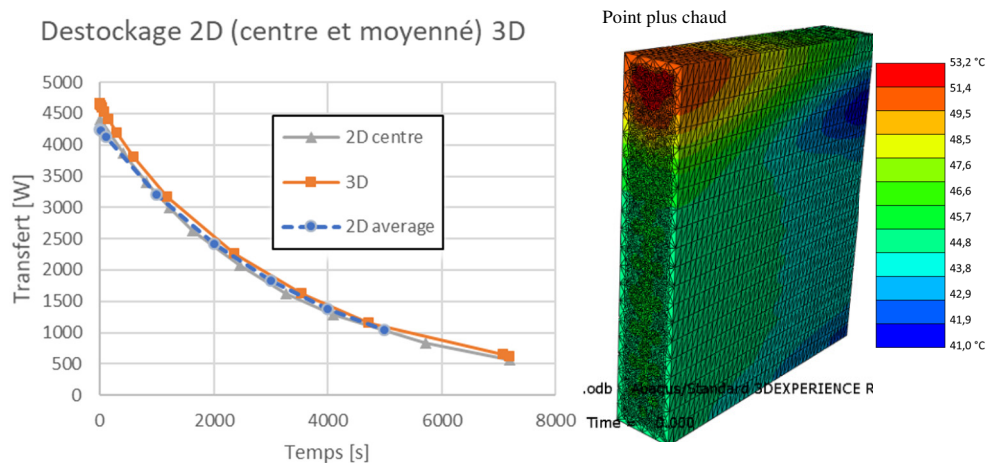 Destockage 2D (centre et moyenné) 3D
5000
4500
4000
3500
3000
2500
2000
1500
1000
500
0
Transfert [W]
2D centre
3D
2D average
0
2000
4000
6000
8000
Temps [s]
Point plus chaud
53,2 °C
51,4
49,5
48,5
47,6
46,6
45,7
44,8
43,8
42,9
41,9
41,0 °C
.odb Abaqus/Standard 3DEXPERIENCE R
Time = 0.000